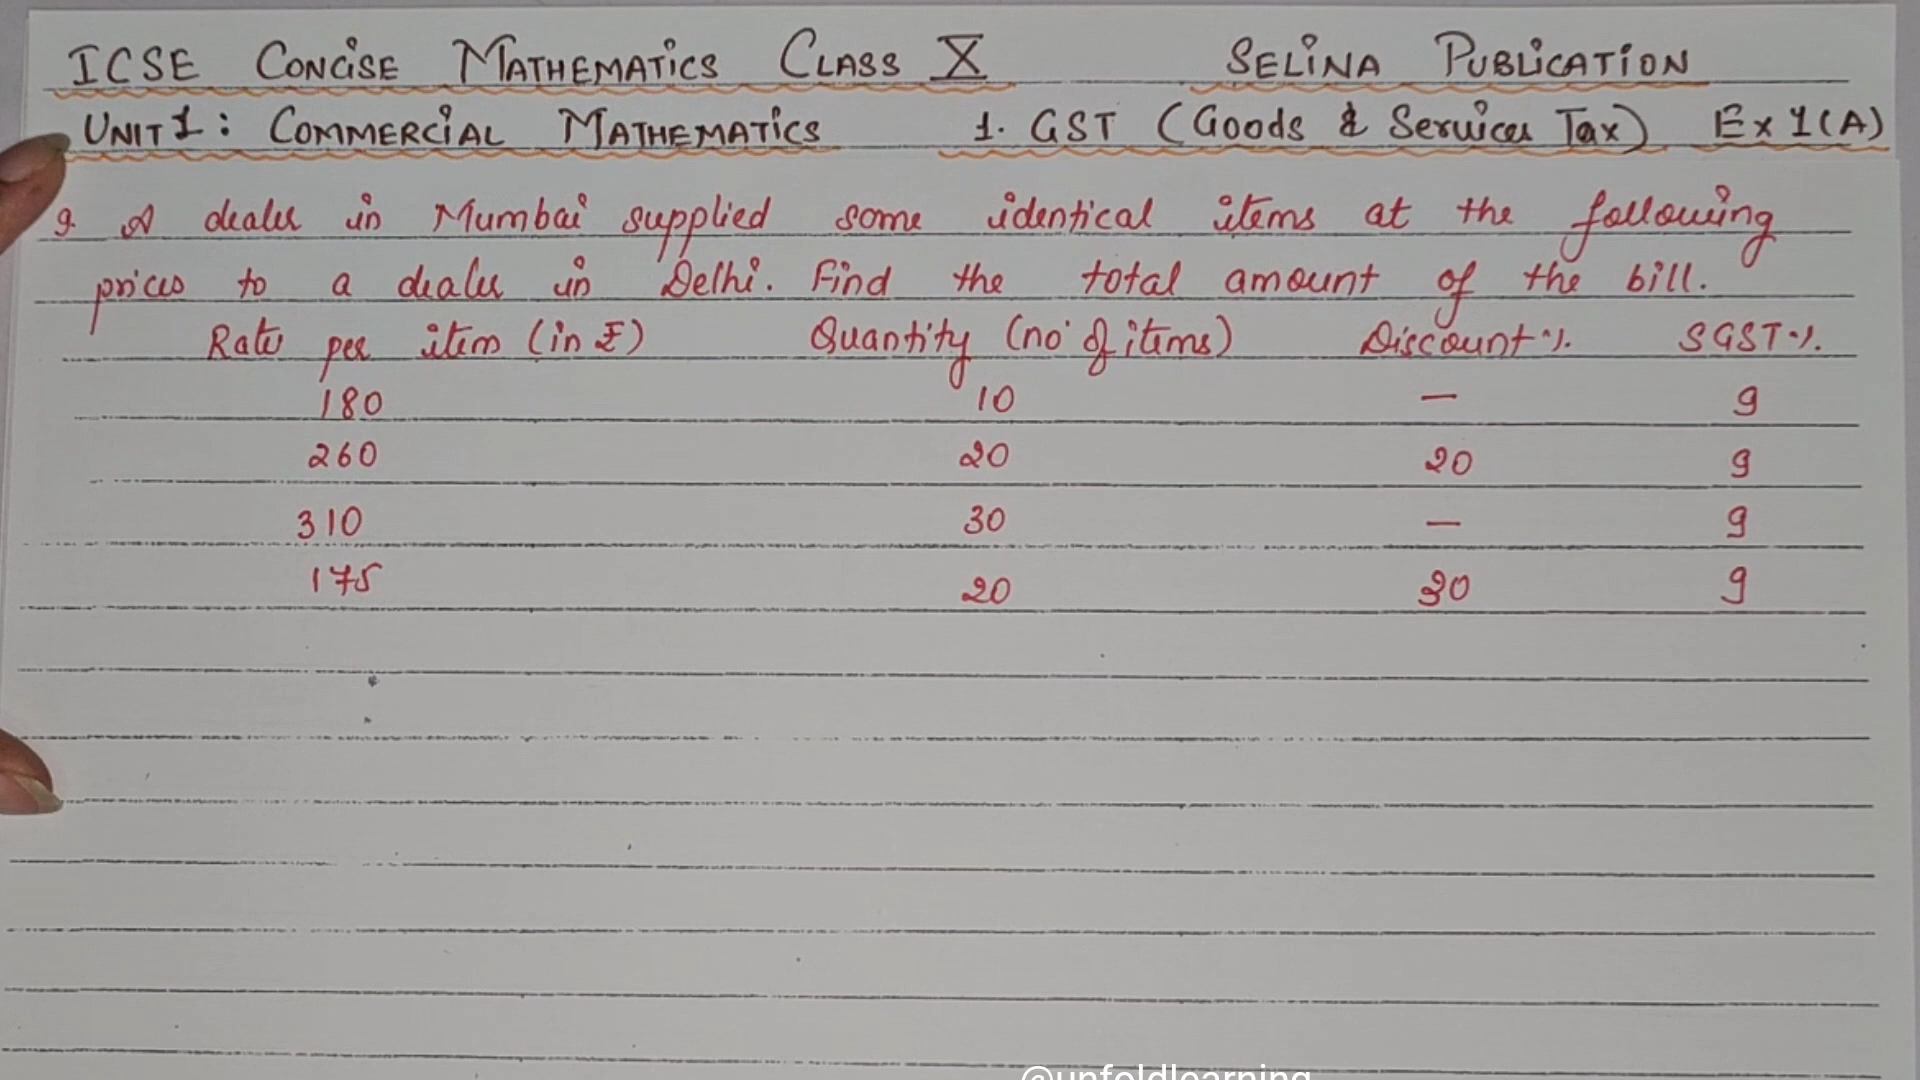 ICSE CONCISE MATHEMATICS CLASS X SELINA PUBLICATION
UNIT 1: COMMERCIAL MATHEMATICS 1. GST (Goods & Services Tax) Ex 1(A)
9. A dealer in Mumbai supplied some identical items at the following
prices to a dealer in Delhi. Find the total amount of the bill.
Rate per item (in ₹) Quantity (no of items) Discount % SGST %
180 10 — 9
260 20 20 9
310 30 — 9
175 20 30 9
@unfoldlearning